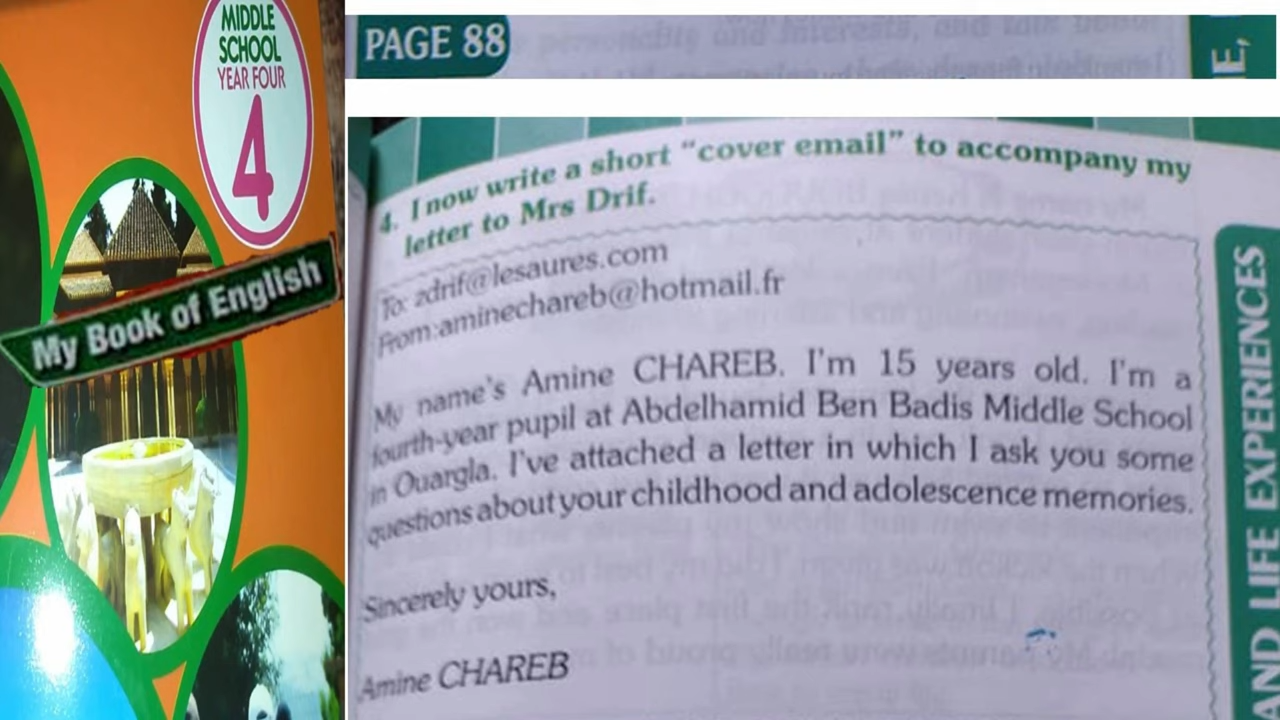 MIDDLE
SCHOOL
YEAR FOUR
4
My Book of English
PAGE 88
4. I now write a short “cover email” to accompany my
letter to Mrs Drif.
To: zdrif@lesaures.com
From:aminechareb@hotmail.fr
My name's Amine CHAREB. I'm 15 years old. I'm a
fourth-year pupil at Abdelhamid Ben Badis Middle School
in Ouargla. I've attached a letter in which I ask you some
questions about your childhood and adolescence memories.
Sincerely yours,
Amine CHAREB
AND LIFE EXPERIENCES